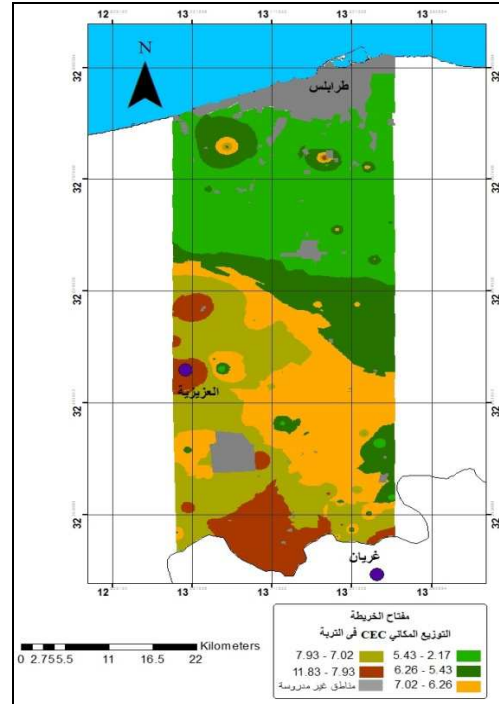 12 13 13 13 13
32 32
N
طرابلس
32 32
32 32
العزيزية
32 32
32 32
غريان
12 13 13 13 13
مفتاح الخريطة
التوزيع المكاني CEC في التربة
7.93 - 7.02 5.43 - 2.17
11.83 - 7.93 6.26 - 5.43
مناطق غير مدروسة 7.02 - 6.26
Kilometers
0 2.75 5.5 11 16.5 22